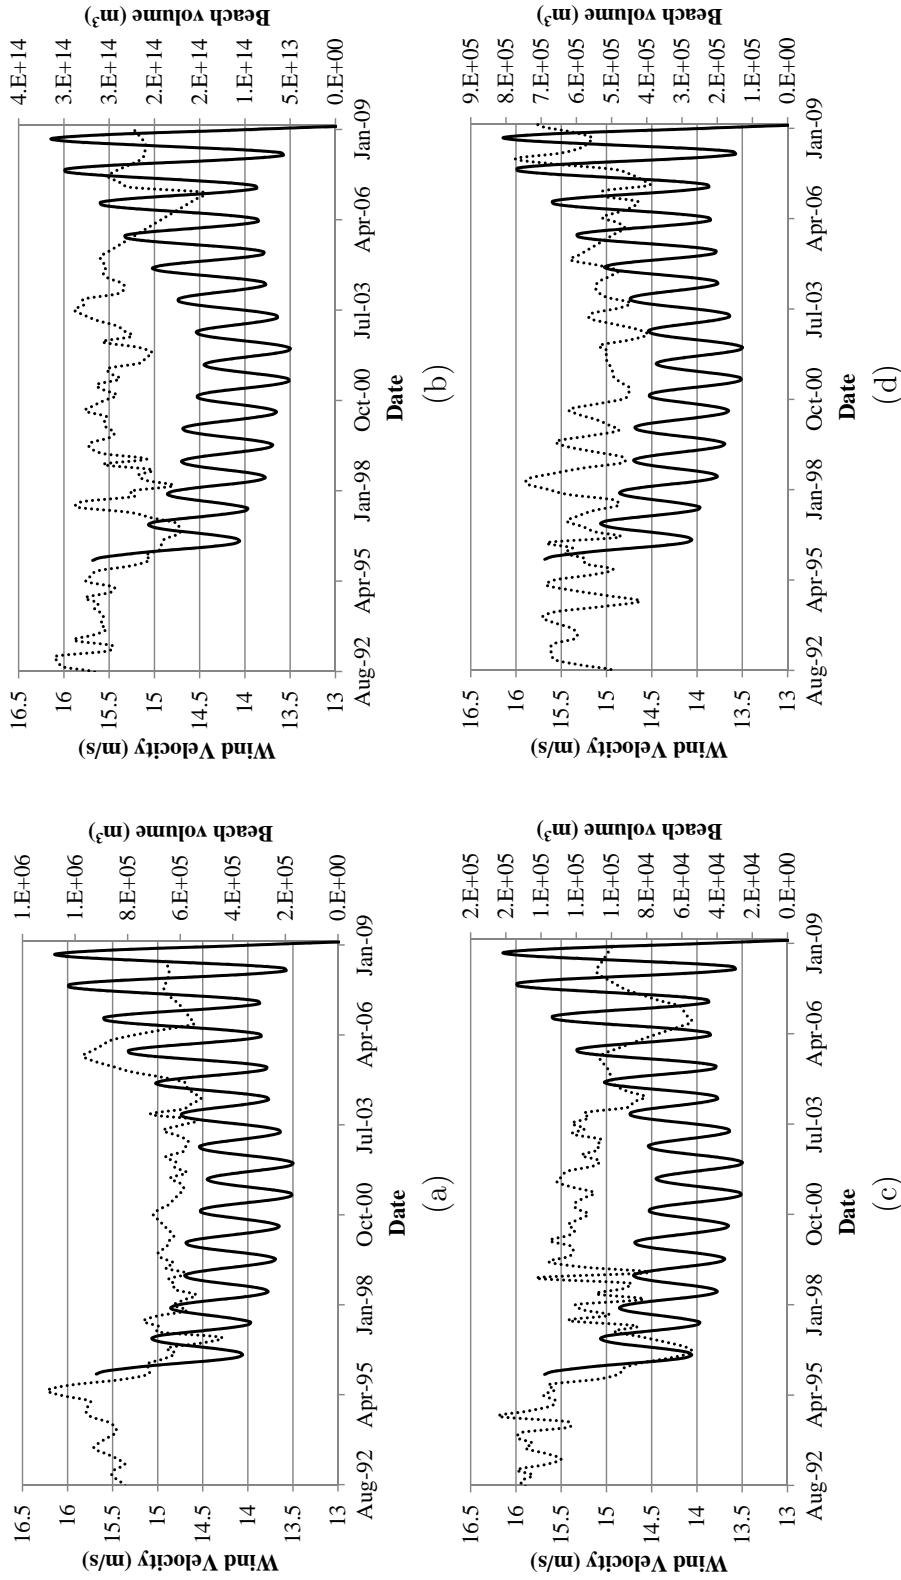 16.5
16
15.5
15
14.5
14
13.5
13
Wind Velocity (m/s)
1.E+06
1.E+06
8.E+05
6.E+05
4.E+05
2.E+05
0.E+00
Beach volume (m³)
Aug-92
Apr-95
Jan-98
Oct-00
Jul-03
Apr-06
Jan-09
Date
(a)
16.5
16
15.5
15
14.5
14
13.5
13
Wind Velocity (m/s)
4.E+14
3.E+14
3.E+14
2.E+14
2.E+14
1.E+14
5.E+13
0.E+00
Beach volume (m³)
Aug-92
Apr-95
Jan-98
Oct-00
Jul-03
Apr-06
Jan-09
Date
(b)
16.5
16
15.5
15
14.5
14
13.5
13
Wind Velocity (m/s)
2.E+05
2.E+05
1.E+05
1.E+05
1.E+05
8.E+04
6.E+04
4.E+04
2.E+04
0.E+00
Beach volume (m³)
Aug-92
Apr-95
Jan-98
Oct-00
Jul-03
Apr-06
Jan-09
Date
(c)
16.5
16
15.5
15
14.5
14
13.5
13
Wind Velocity (m/s)
9.E+05
8.E+05
7.E+05
6.E+05
5.E+05
4.E+05
3.E+05
2.E+05
1.E+05
0.E+00
Beach volume (m³)
Aug-92
Apr-95
Jan-98
Oct-00
Jul-03
Apr-06
Jan-09
Date
(d)